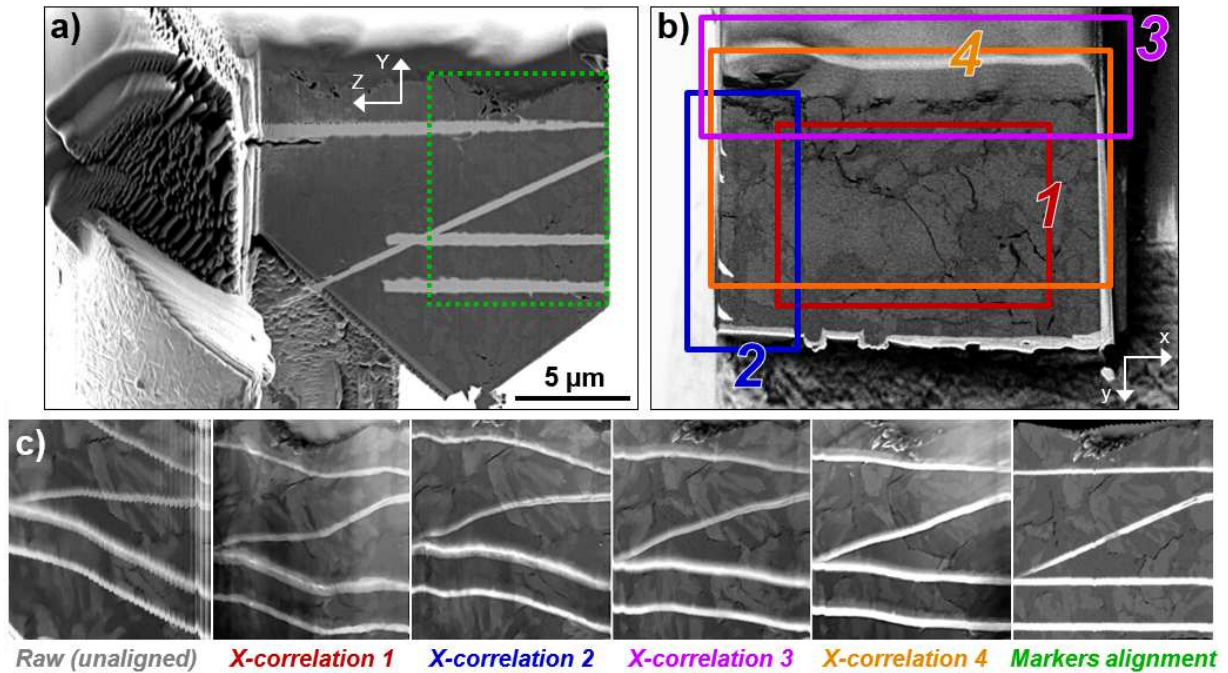 a)
Y
Z
5 µm
b)
3
4
1
2
x
y
c)
Raw (unaligned)
X-correlation 1
X-correlation 2
X-correlation 3
X-correlation 4
Markers alignment